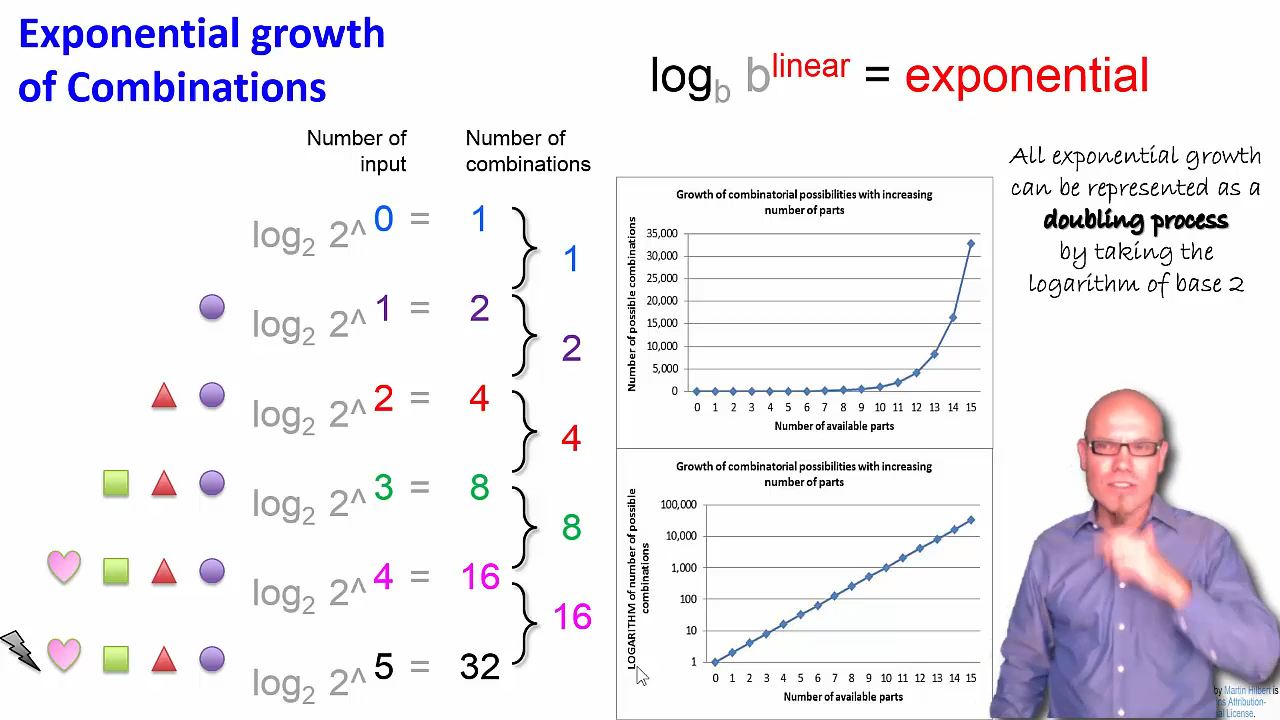 Exponential growth
of Combinations
log_b b^linear = exponential
Number of
input
Number of
combinations
log₂ 2^ 0 = 1
1
log₂ 2^ 1 = 2
2
log₂ 2^ 2 = 4
4
log₂ 2^ 3 = 8
8
log₂ 2^ 4 = 16
16
log₂ 2^ 5 = 32
Growth of combinatorial possibilities with increasing
number of parts
Number of possible combinations
35,000
30,000
25,000
20,000
15,000
10,000
5,000
0
0 1 2 3 4 5 6 7 8 9 10 11 12 13 14 15
Number of available parts
Growth of combinatorial possibilities with increasing
number of parts
LOGARITHM of number of possible
combinations
100,000
10,000
1,000
100
10
1
0 1 2 3 4 5 6 7 8 9 10 11 12 13 14 15
Number of available parts
All exponential growth
can be represented as a
doubling process
by taking the
logarithm of base 2
by Martin Hilbert is
Attribution-
License.